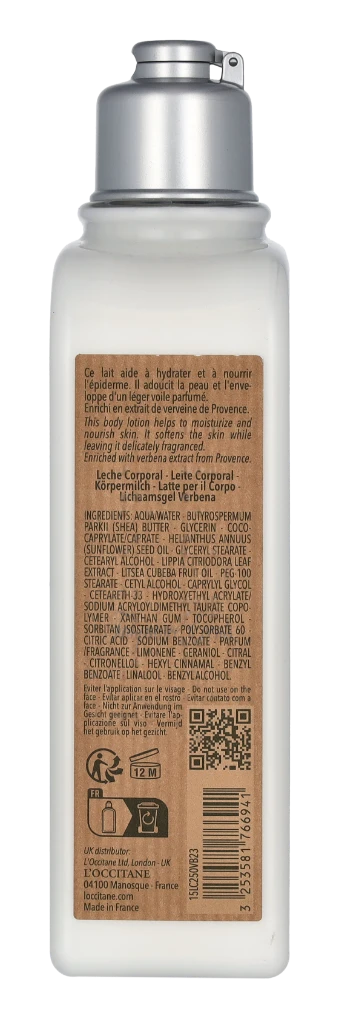 Ce lait aide à hydrater et à nourrir
l'épiderme. Il adoucit la peau et l'enve-
loppe d'un léger voile parfumé.
Enrichi en extrait de verveine de Provence.
This body lotion helps to moisturize and
nourish skin. It softens the skin while
leaving it delicately fragranced.
Enriched with verbena extract from Provence.
Leche Corporal · Leite Corporal ·
Körpermilch · Latte per il Corpo ·
Lichaamsgel Verbena
INGREDIENTS: AQUA/WATER · BUTYROSPERMUM
PARKII (SHEA) BUTTER · GLYCERIN · COCO-
CAPRYLATE/CAPRATE · HELIANTHUS ANNUUS
(SUNFLOWER) SEED OIL · GLYCERYL STEARATE ·
CETEARYL ALCOHOL · LIPPIA CITRIODORA LEAF
EXTRACT · LITSEA CUBEBA FRUIT OIL · PEG-100
STEARATE · CETYL ALCOHOL · CAPRYLYL GLYCOL
· CETEARETH-33 · HYDROXYETHYL ACRYLATE/
SODIUM ACRYLOYLDIMETHYL TAURATE COPO-
LYMER · XANTHAN GUM · TOCOPHEROL ·
SORBITAN ISOSTEARATE · POLYSORBATE 60 ·
CITRIC ACID · SODIUM BENZOATE · PARFUM
/FRAGRANCE · LIMONENE · GERANIOL · CITRAL
· CITRONELLOL · HEXYL CINNAMAL · BENZYL
BENZOATE · LINALOOL · BENZYL ALCOHOL.
Eviter l'application sur le visage · Do not use on the
face · Evitar aplicar en el rostro · Evitar contato com a
face · Nicht zur Anwendung im
Gesicht geeignet · Evitare l'ap-
plicazione sul viso · Vermijd
het gebruik op het gezicht.
12 M
FR
UK distributor:
L'Occitane Ltd, London · UK
L'OCCITANE
04100 Manosque · France
loccitane.com
Made in France
15LC250VB23
3 253581 766941